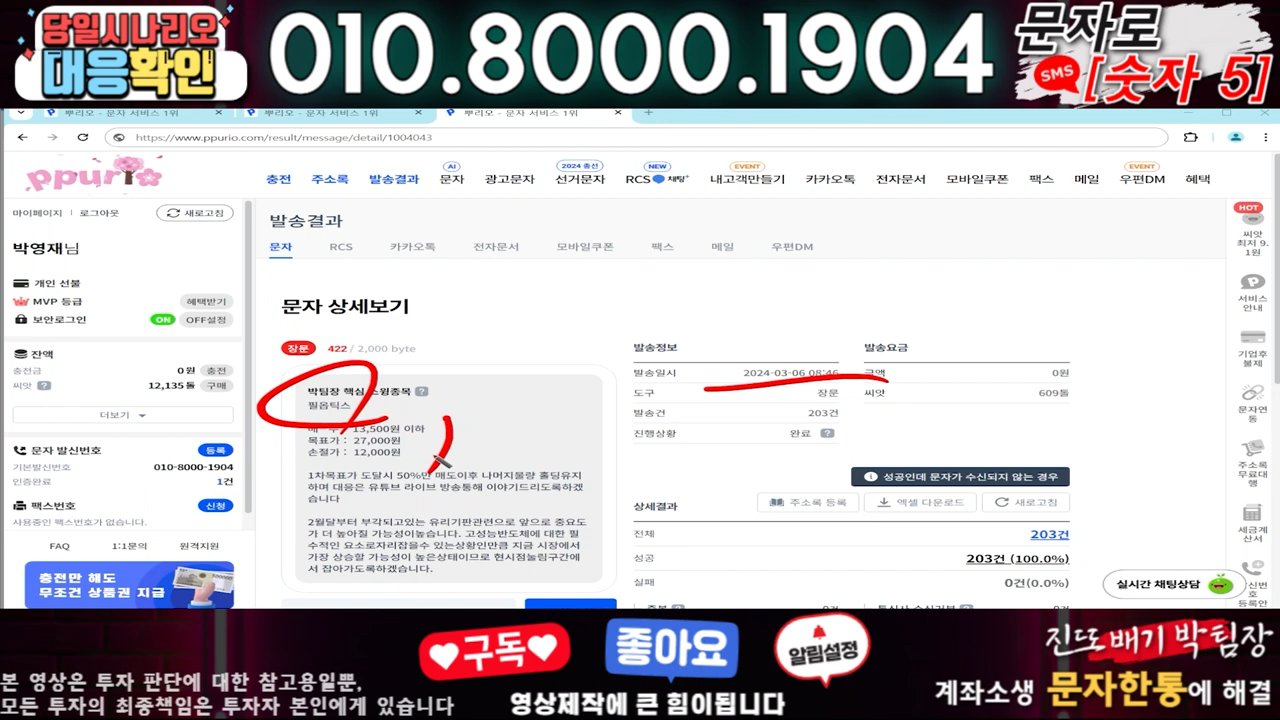 당일시나리오
대응확인
010.8000.1904
문자로
SMS
[숫자 5]
뿌리오 - 문자 서비스 1위
뿌리오 - 문자 서비스 1위
뿌리오 - 문자 서비스 1위
https://www.ppurio.com/result/message/detail/1004043
ppurio
충전
주소록
발송결과
AI
문자
광고문자
2024 총선
선거문자
NEW
RCS 채팅+
EVENT
내고객만들기
카카오톡
전자문서
모바일쿠폰
팩스
메일
EVENT
우편DM
혜택
마이페이지 | 로그아웃
새로고침
박영재님
개인 선불
MVP 등급
혜택받기
보안로그인
ON
OFF설정
잔액
충전금
0원
충전
씨앗 ?
12,135톨
구매
더보기
문자 발신번호
등록
기본발신번호
010-8000-1904
인증완료
1건
팩스번호
신청
사용중인 팩스번호가 없습니다.
FAQ
1:1문의
원격지원
충전만 해도
무조건 상품권 지급
발송결과
문자
RCS
카카오톡
전자문서
모바일쿠폰
팩스
메일
우편DM
문자 상세보기
장문
422 / 2,000 byte
박팀장 핵심 스윙종목 ?
필옵틱스
13,500원 이하
목표가 : 27,000원
손절가 : 12,000원
1차목표가 도달시 50%만 매도이후 나머지물량 홀딩유지
하며 대응은 유튜브 라이브 방송통해 이야기드리도록하겠
습니다
2월달부터 부각되고있는 유리기판관련으로 앞으로 중요도
가 더 높아질 가능성이높습니다. 고성능반도체에 대한 필
수적인 요소로자리잡을수 있는상황인만큼 지금 시장에서
가장 상승할 가능성이 높은상태이므로 현시점눌림구간에
서 잡아가도록하겠습니다.
발송정보
발송일시
2024-03-06 08:46
도구
장문
발송건
203건
진행상황
완료 ?
발송요금
금액
0원
씨앗
609톨
성공인데 문자가 수신되지 않는 경우
상세결과
주소록 등록
엑셀 다운로드
새로고침
전체
203건
성공
203건 (100.0%)
실패
0건(0.0%)
HOT
씨앗
최저 9.
1원
서비스
안내
기업후
불제
문자연
동
주소록
무료대
행
세금계
산서
발신번
호
등록안
실시간 채팅상담
본 영상은 투자 판단에 대한 참고용일뿐,
모든 투자의 최종책임은 투자자 본인에게 있습니다
구독
좋아요
알림설정
영상제작에 큰 힘이됩니다
진또배기 박팀장
계좌소생 문자한통에 해결